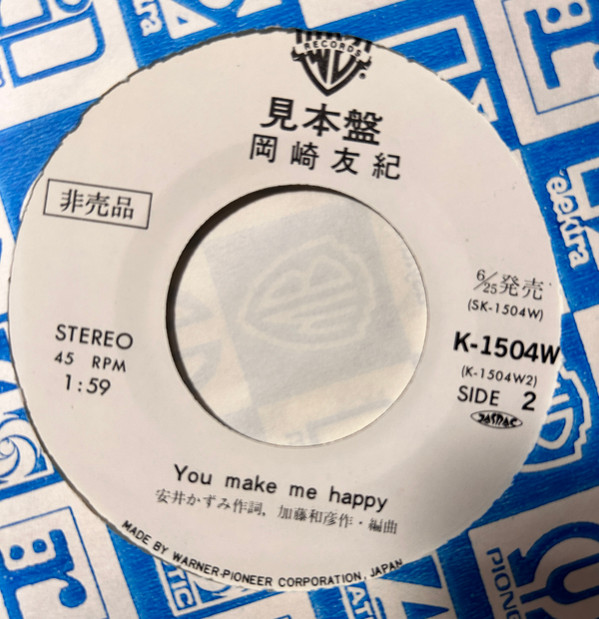 RECORDS
見本盤
岡崎友紀
非売品
6/25発売
(SK-1504W)
STEREO
45 RPM
1:59
K-1504W
(K-1504W2)
SIDE 2
JASRAC
You make me happy
安井かずみ作詞, 加藤和彦作・編曲
MADE BY WARNER-PIONEER CORPORATION, JAPAN
elektra